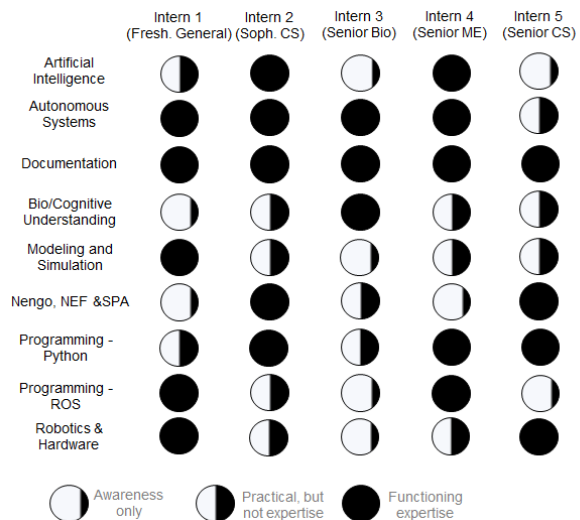 Intern 1 Intern 2 Intern 3 Intern 4 Intern 5
(Fresh. General) (Soph. CS) (Senior Bio) (Senior ME) (Senior CS)
Artificial
Intelligence
Autonomous
Systems
Documentation
Bio/Cognitive
Understanding
Modeling and
Simulation
Nengo, NEF &SPA
Programming -
Python
Programming -
ROS
Robotics &
Hardware
Awareness only
Practical, but not expertise
Functioning expertise